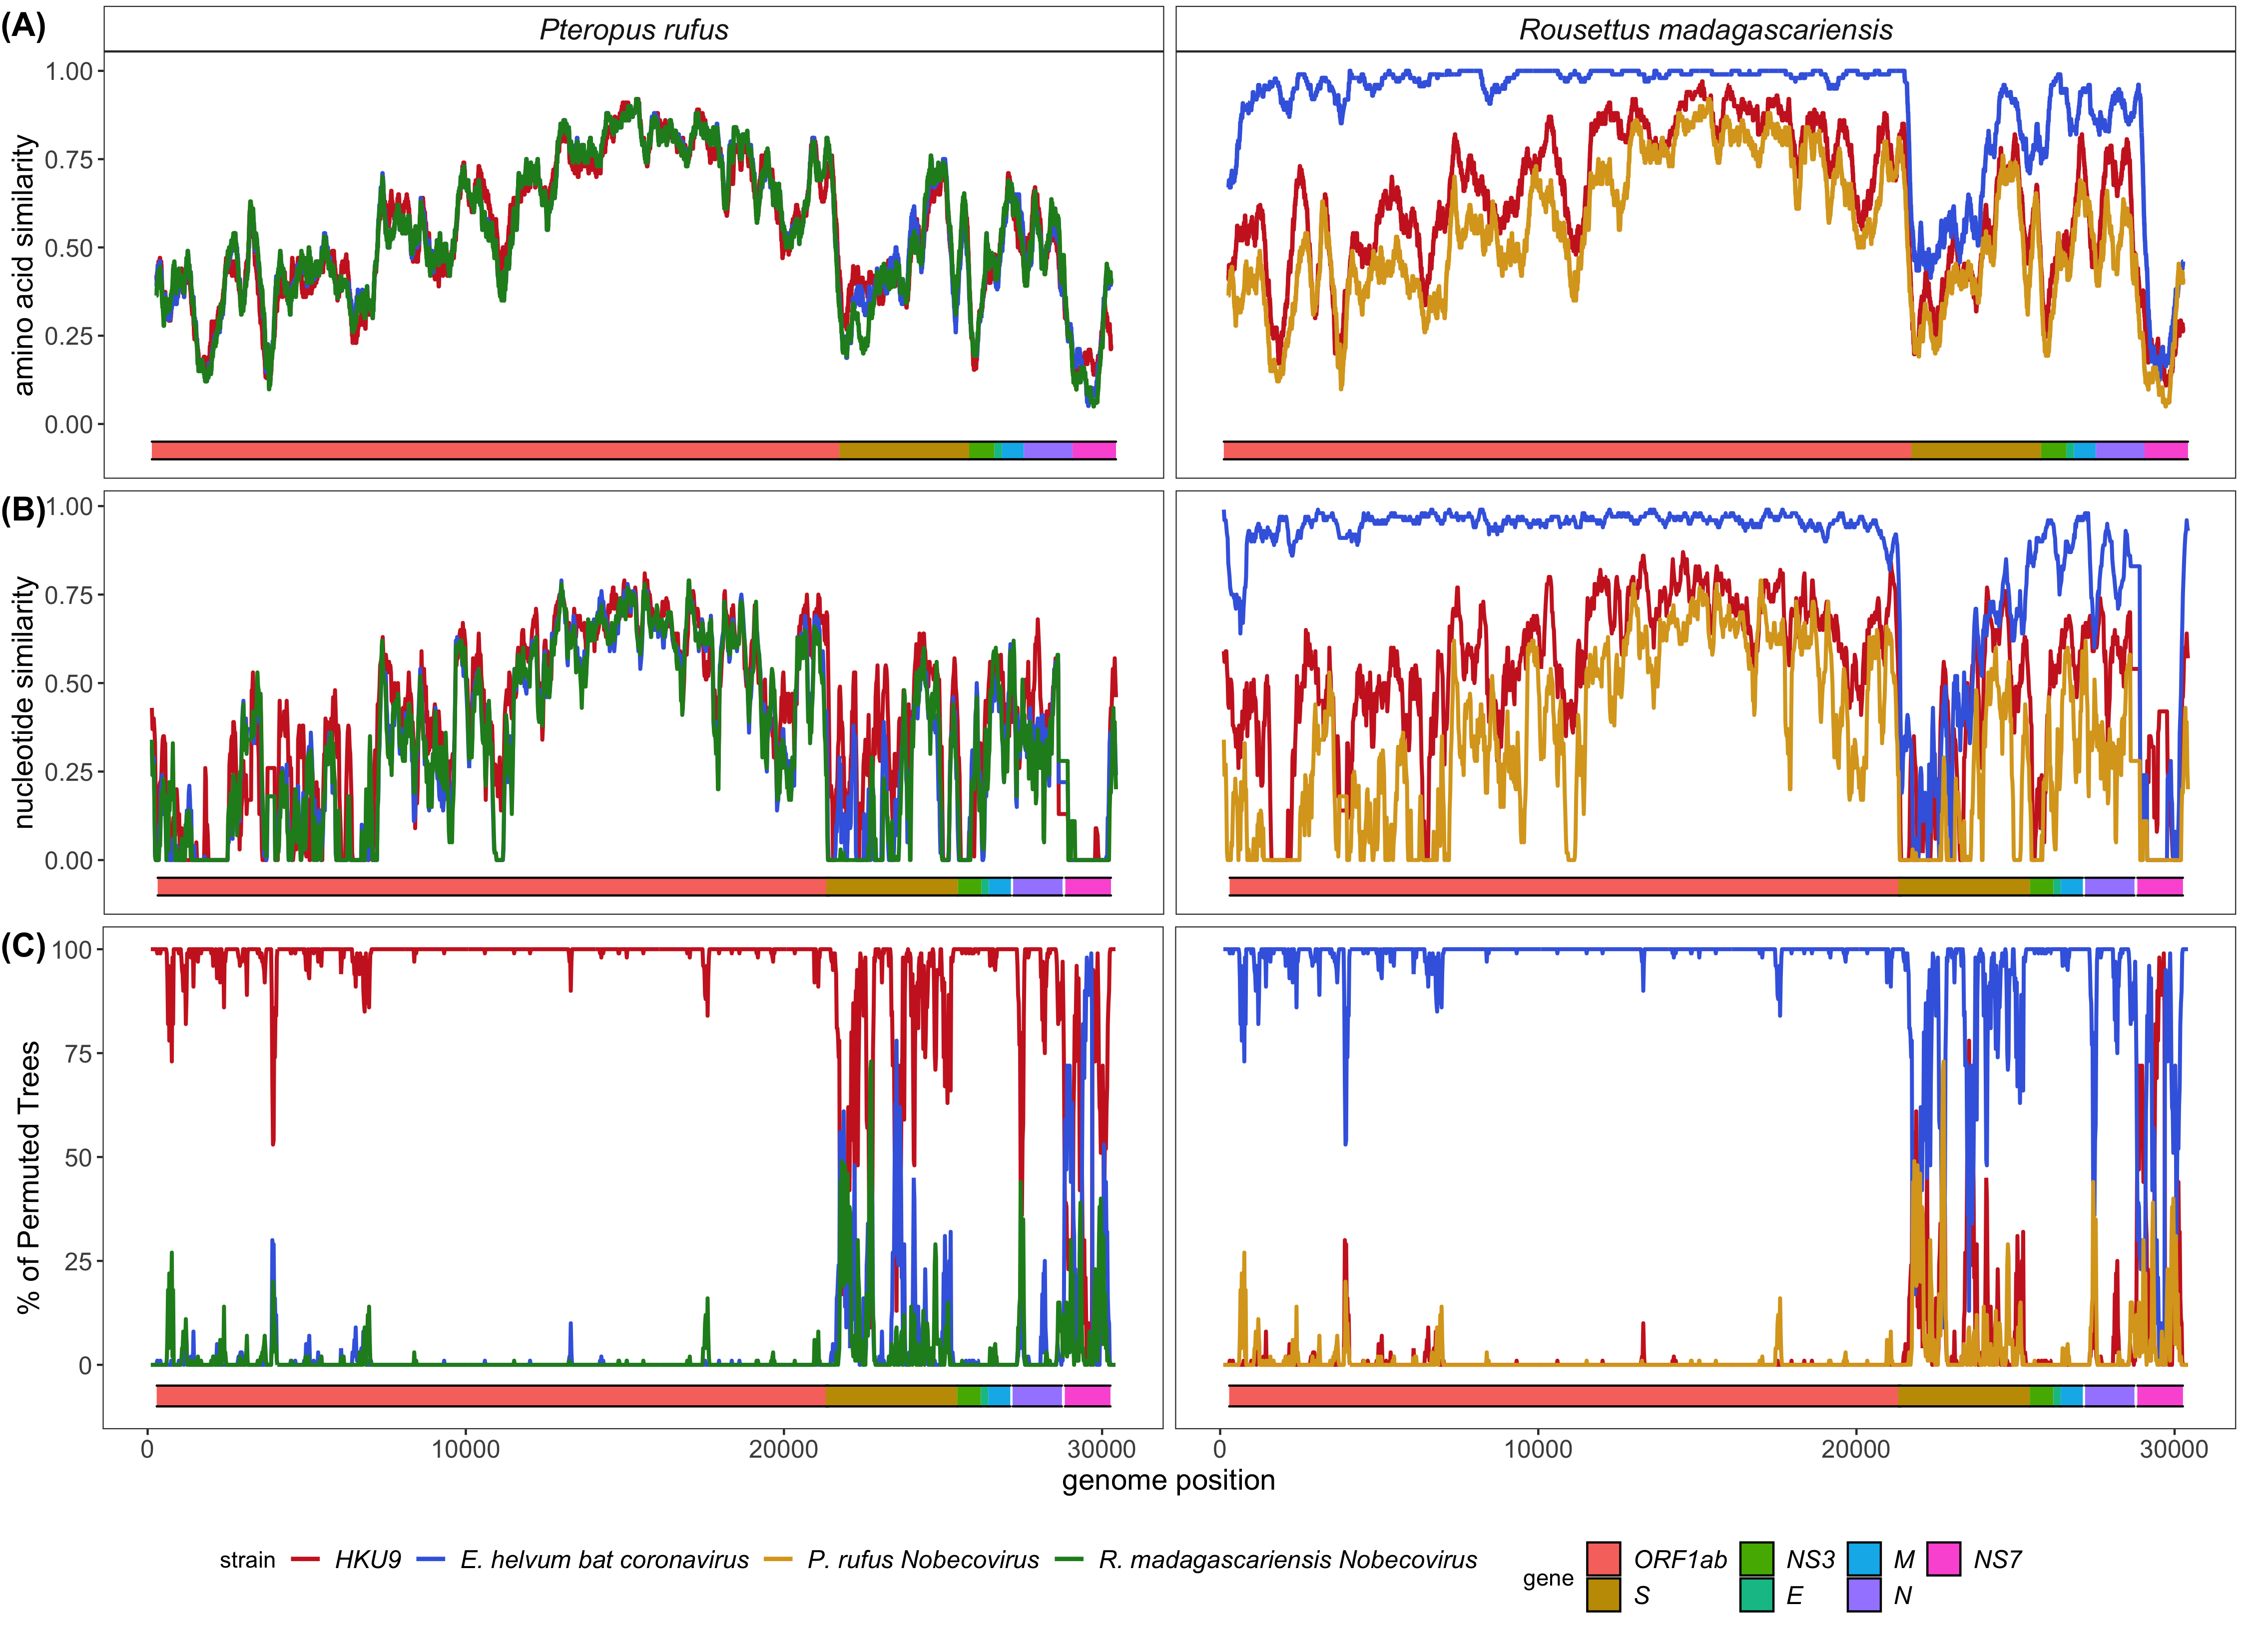 (A)
Pteropus rufus
Rousettus madagascariensis
amino acid similarity
1.00
0.75
0.50
0.25
0.00
(B)
nucleotide similarity
1.00
0.75
0.50
0.25
0.00
(C)
% of Permuted Trees
100
75
50
25
0
0 10000 20000 30000
0 10000 20000 30000
genome position
strain HKU9 E. helvum bat coronavirus P. rufus Nobecovirus R. madagascariensis Nobecovirus
gene ORF1ab NS3 M NS7
S E N